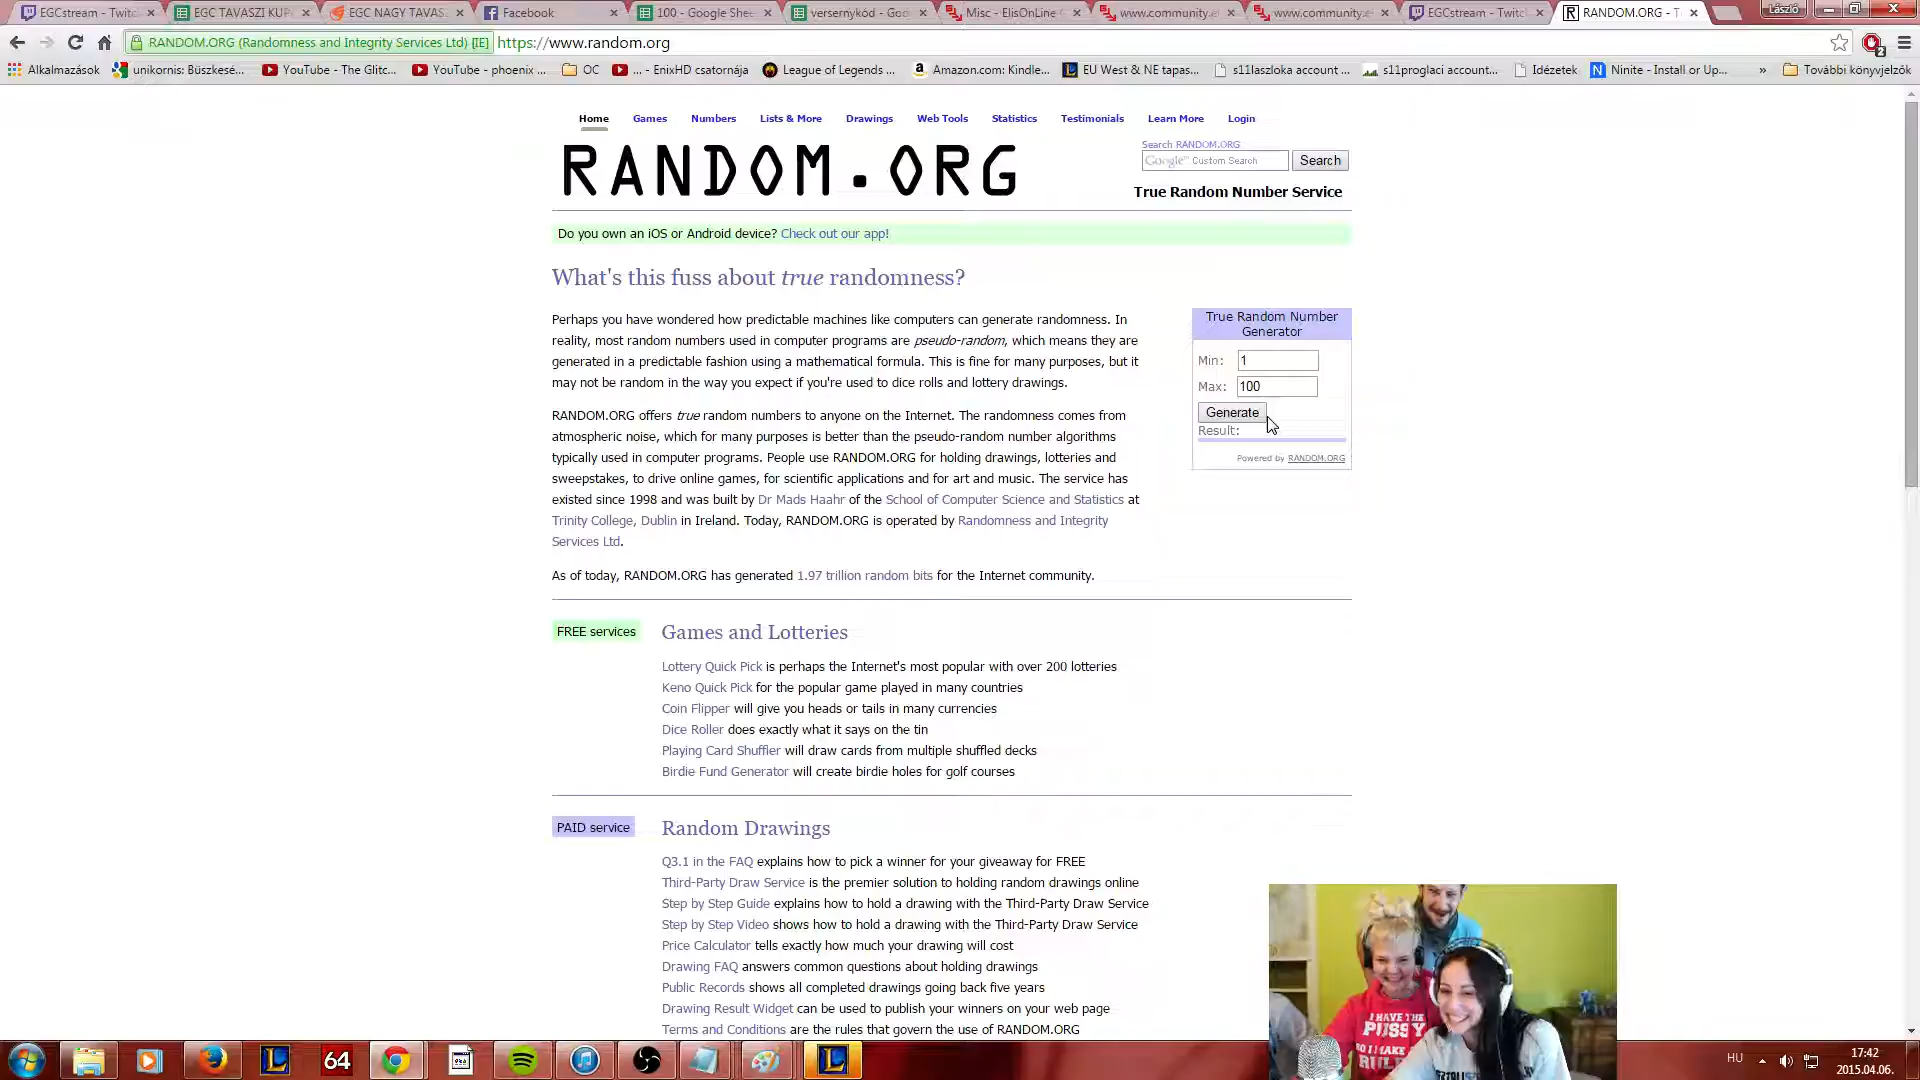 EGCstream - Twitc
EGC TAVASZI KUP
EGC NAGY TAVAS
Facebook
100 - Google She
versernykód - Goo
Misc - ElisOnLine
www.community.e
www.community.e
EGCstream - Twitc
RANDOM.ORG - T
László
RANDOM.ORG (Randomness and Integrity Services Ltd) [IE]
https://www.random.org
2
Alkalmazások
unikornis: Büszkesé...
YouTube - The Glitc...
YouTube - phoenix ...
OC
... - EnixHD csatornája
League of Legends ...
Amazon.com: Kindle...
EU West & NE tapas...
s11laszloka account ...
s11proglaci account...
Idézetek
Ninite - Install or Up...
»
További könyvjelzők
Home
Games
Numbers
Lists & More
Drawings
Web Tools
Statistics
Testimonials
Learn More
Login
RANDOM.ORG
Search RANDOM.ORG
Google™ Custom Search
Search
True Random Number Service
Do you own an iOS or Android device? Check out our app!
What's this fuss about true randomness?
Perhaps you have wondered how predictable machines like computers can generate randomness. In
reality, most random numbers used in computer programs are pseudo-random, which means they are
generated in a predictable fashion using a mathematical formula. This is fine for many purposes, but it
may not be random in the way you expect if you're used to dice rolls and lottery drawings.
RANDOM.ORG offers true random numbers to anyone on the Internet. The randomness comes from
atmospheric noise, which for many purposes is better than the pseudo-random number algorithms
typically used in computer programs. People use RANDOM.ORG for holding drawings, lotteries and
sweepstakes, to drive online games, for scientific applications and for art and music. The service has
existed since 1998 and was built by Dr Mads Haahr of the School of Computer Science and Statistics at
Trinity College, Dublin in Ireland. Today, RANDOM.ORG is operated by Randomness and Integrity
Services Ltd.
As of today, RANDOM.ORG has generated 1.97 trillion random bits for the Internet community.
True Random Number
Generator
Min: 1
Max: 100
Generate
Result:
Powered by RANDOM.ORG
FREE services
Games and Lotteries
Lottery Quick Pick is perhaps the Internet's most popular with over 200 lotteries
Keno Quick Pick for the popular game played in many countries
Coin Flipper will give you heads or tails in many currencies
Dice Roller does exactly what it says on the tin
Playing Card Shuffler will draw cards from multiple shuffled decks
Birdie Fund Generator will create birdie holes for golf courses
PAID service
Random Drawings
Q3.1 in the FAQ explains how to pick a winner for your giveaway for FREE
Third-Party Draw Service is the premier solution to holding random drawings online
Step by Step Guide explains how to hold a drawing with the Third-Party Draw Service
Step by Step Video shows how to hold a drawing with the Third-Party Draw Service
Price Calculator tells exactly how much your drawing will cost
Drawing FAQ answers common questions about holding drawings
Public Records shows all completed drawings going back five years
Drawing Result Widget can be used to publish your winners on your web page
Terms and Conditions are the rules that govern the use of RANDOM.ORG
I HAVE THE
PUSSY
SO I MAKE
RUL
64
HU
17:42
2015.04.06.